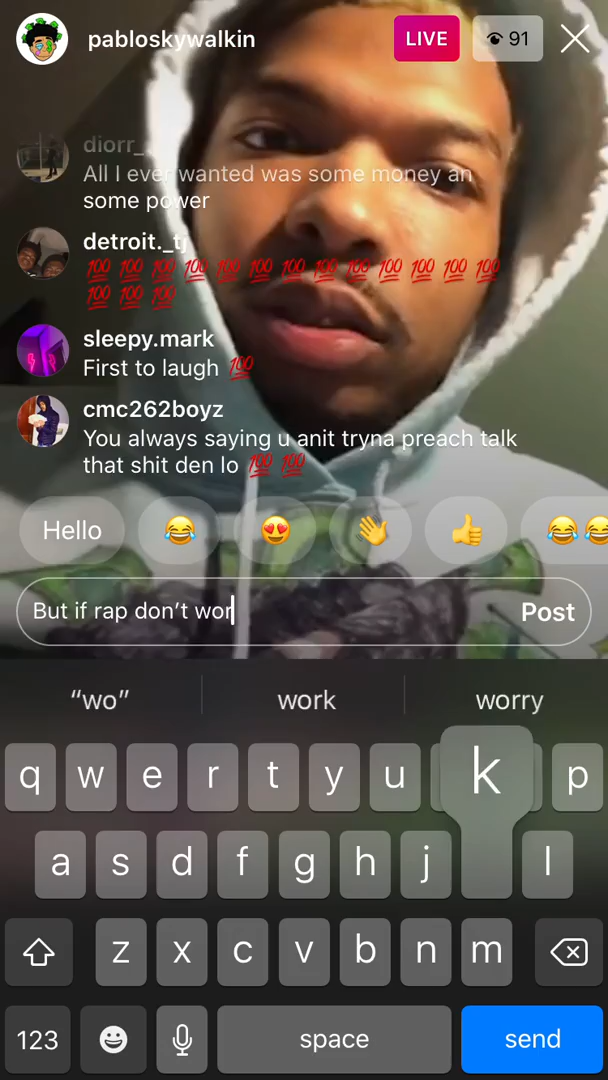 pabloskywalkin
LIVE
91
diorr_
All I ever wanted was some money an
some power
detroit._tj
💯 💯 💯 💯 💯 💯 💯 💯 💯 💯 💯 💯 💯
💯 💯 💯
sleepy.mark
First to laugh 💯
cmc262boyz
You always saying u anit tryna preach talk
that shit den lo 💯 💯
Hello 😂 😍 👋 👍 😂😂
But if rap don’t wor
Post
“wo” work worry
q w e r t y u k p
a s d f g h j l
z x c v b n m
123 space send